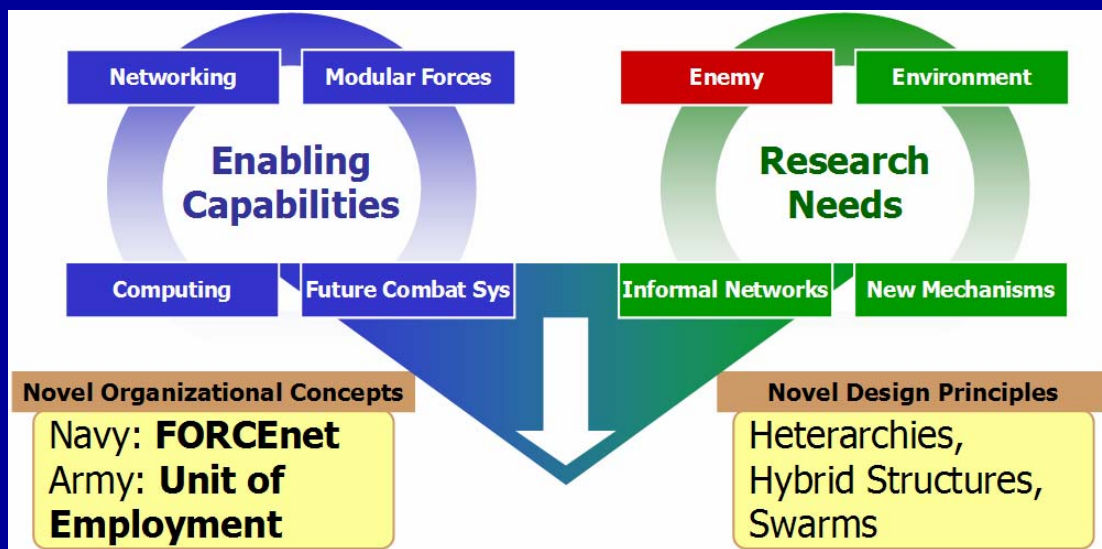 Networking
Modular Forces
Enemy
Environment
Enabling
Capabilities
Research
Needs
Computing
Future Combat Sys
Informal Networks
New Mechanisms
Novel Organizational Concepts
Navy: FORCEnet
Army: Unit of
Employment
Novel Design Principles
Heterarchies,
Hybrid Structures,
Swarms